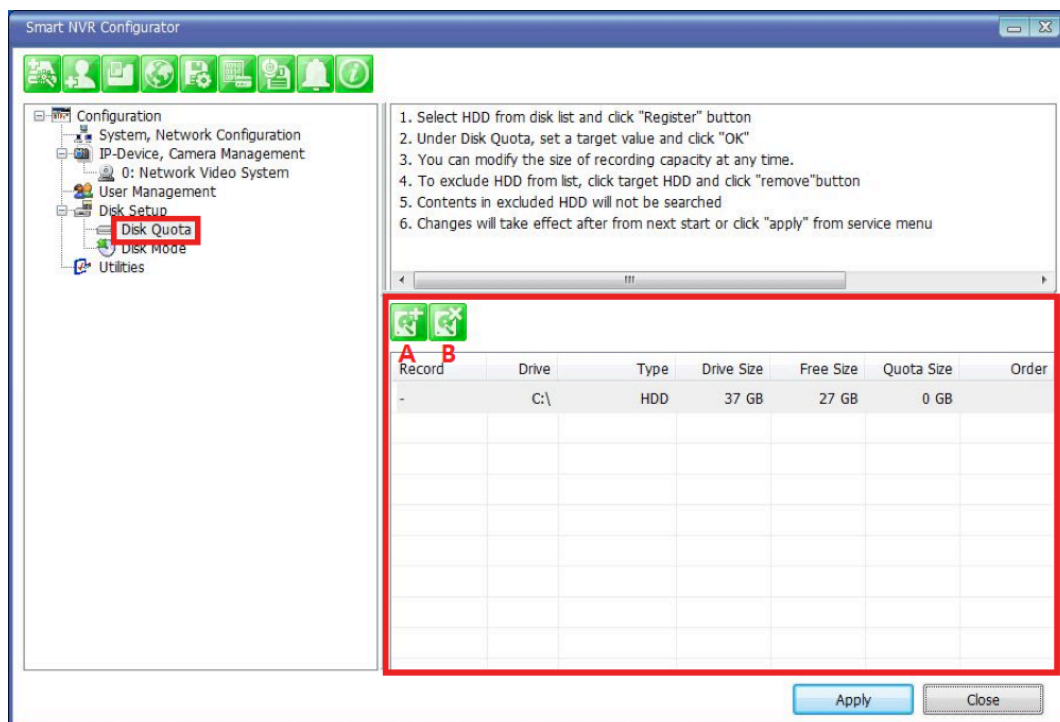 Smart NVR Configurator
Configuration
System, Network Configuration
IP-Device, Camera Management
0: Network Video System
User Management
Disk Setup
Disk Quota
Disk Mode
Utilities
1. Select HDD from disk list and click "Register" button
2. Under Disk Quota, set a target value and click "OK"
3. You can modify the size of recording capacity at any time.
4. To exclude HDD from list, click target HDD and click "remove"button
5. Contents in excluded HDD will not be searched
6. Changes will take effect after from next start or click "apply" from service menu
A B
Record Drive Type Drive Size Free Size Quota Size Order
- C:\ HDD 37 GB 27 GB 0 GB
Apply Close